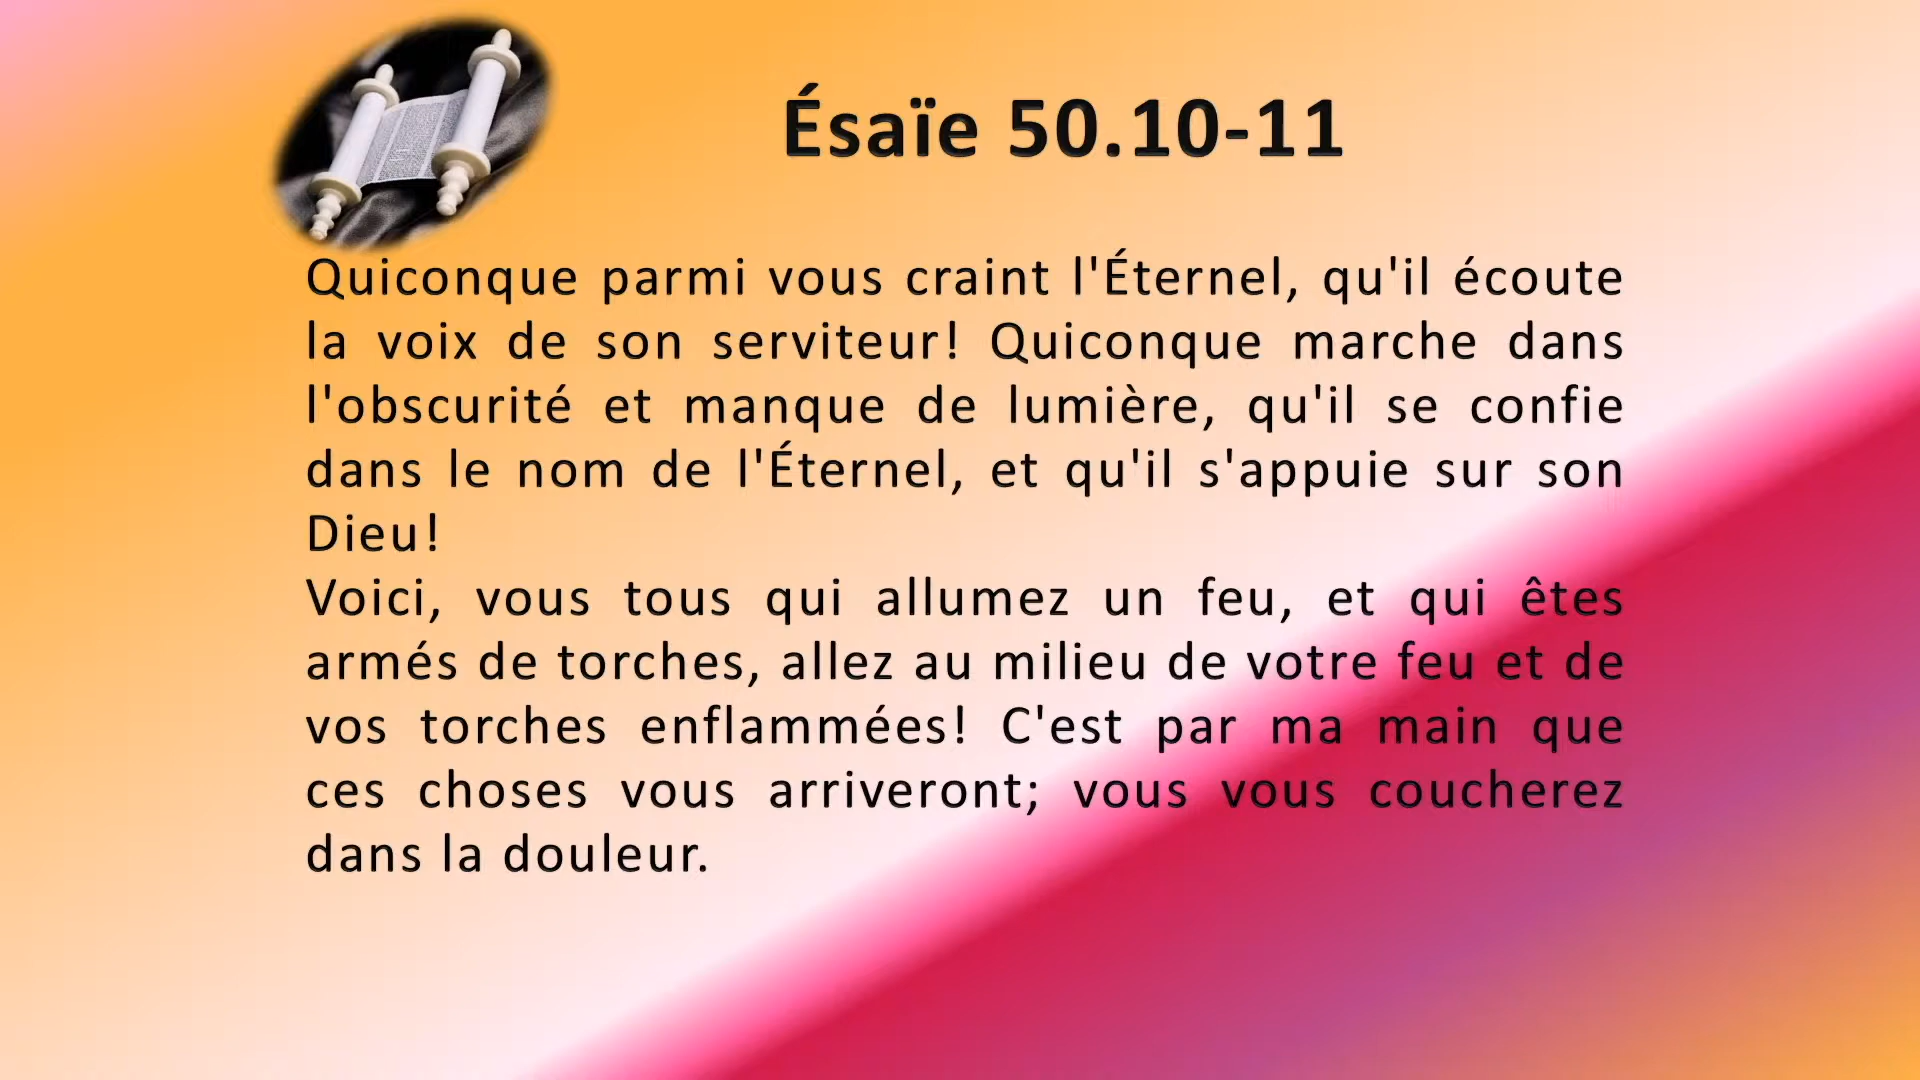 Ésaïe 50.10-11
Quiconque parmi vous craint l'Éternel, qu'il écoute
la voix de son serviteur! Quiconque marche dans
l'obscurité et manque de lumière, qu'il se confie
dans le nom de l'Éternel, et qu'il s'appuie sur son
Dieu!
Voici, vous tous qui allumez un feu, et qui êtes
armés de torches, allez au milieu de votre feu et de
vos torches enflammées! C'est par ma main que
ces choses vous arriveront; vous vous coucherez
dans la douleur.